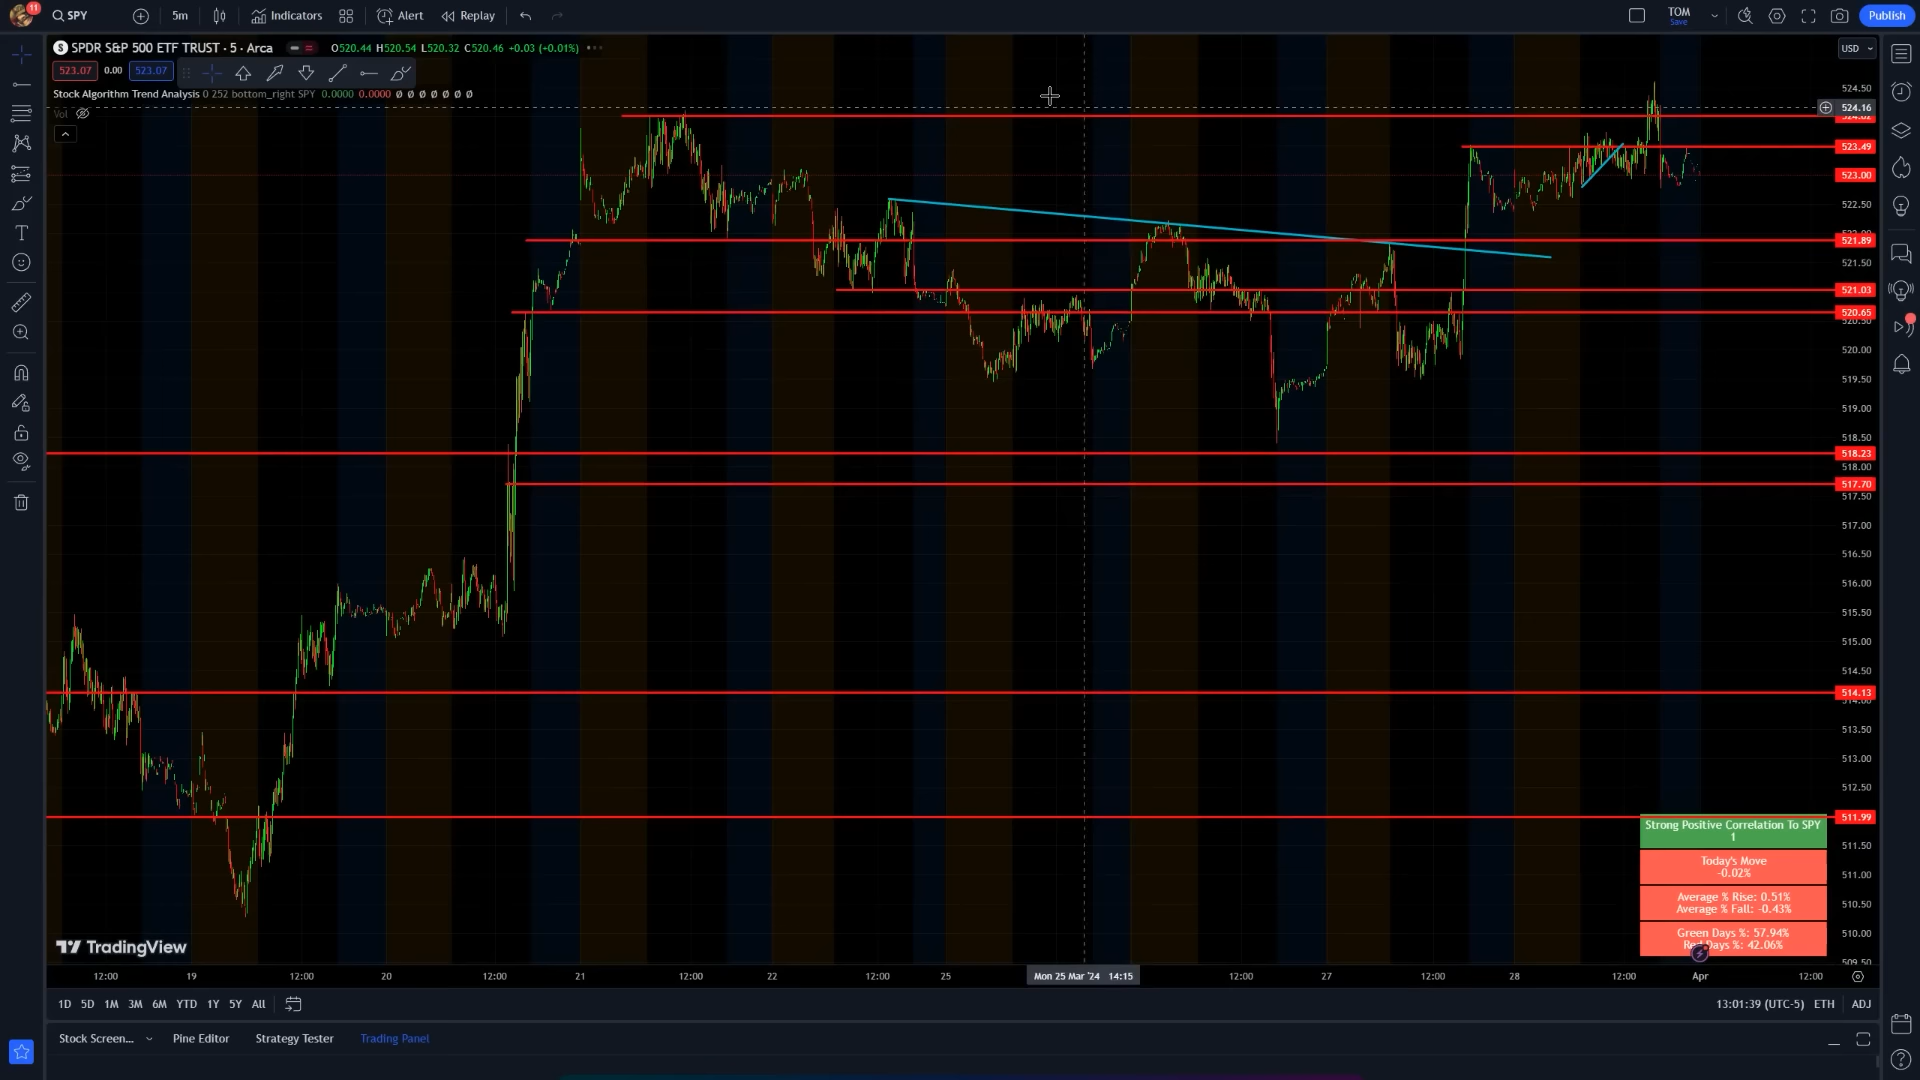 11
SPY
5m
Indicators
Alert
Replay
TOM
Save
Publish
S
SPDR S&P 500 ETF TRUST · 5 · Arca
O520.44 H520.54 L520.32 C520.46 +0.03 (+0.01%)
USD
523.07 0.00 523.07
Stock Algorithm Trend Analysis 0 252 bottom_right SPY 0.0000 0.0000 Ø Ø Ø Ø Ø Ø Ø
Vol
524.50
524.16
524.02
523.49
523.00
522.50
522.00
521.89
521.50
521.03
520.65
520.50
520.00
519.50
519.00
518.50
518.23
518.00
517.70
517.50
517.00
516.50
516.00
515.50
515.00
514.50
514.13
514.00
513.50
513.00
512.50
511.99
511.50
511.00
510.50
510.00
509.50
Strong Positive Correlation To SPY
1
Today's Move
-0.02%
Average % Rise: 0.51%
Average % Fall: -0.43%
Green Days %: 57.94%
Red Days %: 42.06%
TradingView
12:00 19 12:00 20 12:00 21 12:00 22 12:00 25 Mon 25 Mar '24 14:15 12:00 27 12:00 28 12:00 Apr 12:00
1D 5D 1M 3M 6M YTD 1Y 5Y All
13:01:39 (UTC-5) ETH ADJ
Stock Screen... Pine Editor Strategy Tester Trading Panel